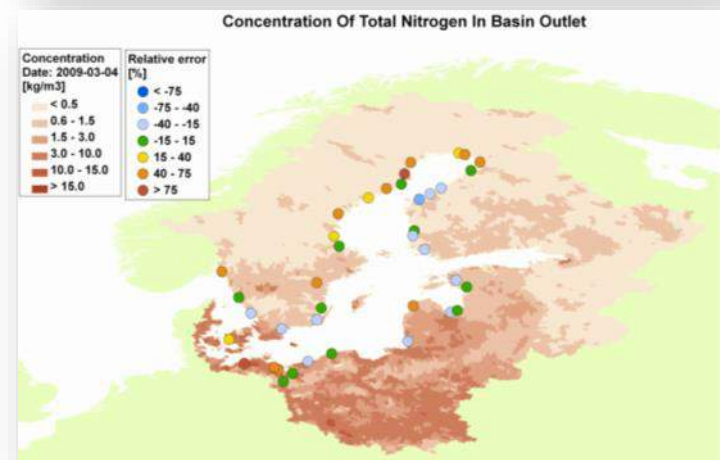 Concentration Of Total Nitrogen In Basin Outlet
Concentration
Date: 2009-03-04
[kg/m3]
< 0.5
0.6 - 1.5
1.5 - 3.0
3.0 - 10.0
10.0 - 15.0
> 15.0
Relative error
[%]
< -75
-75 - -40
-40 - -15
-15 - 15
15 - 40
40 - 75
> 75